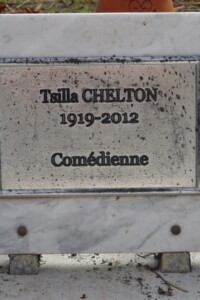 Tsilla CHELTON
1919-2012
Comédienne